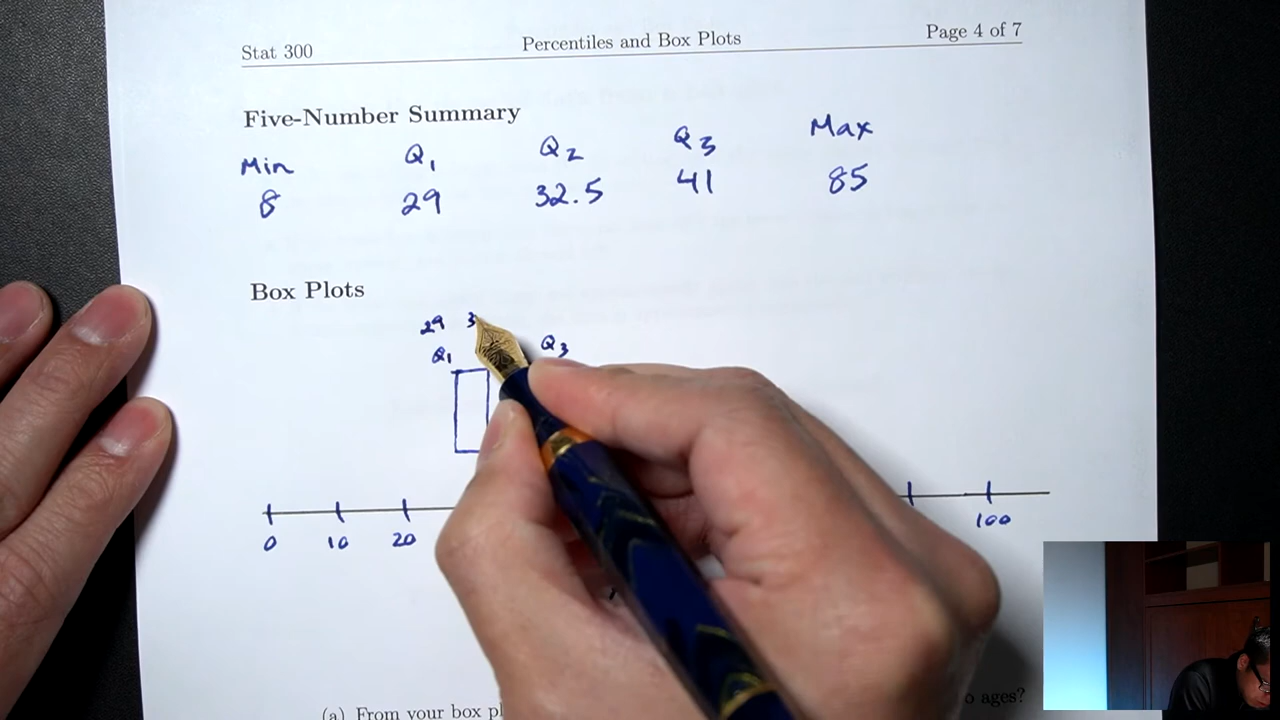 Stat 300 Percentiles and Box Plots Page 4 of 7
Five-Number Summary
Min Q1 Q2 Q3 Max
8 29 32.5 41 85
Box Plots
29 3
Q1 Q3
0 10 20 100
(a) From your box ages?